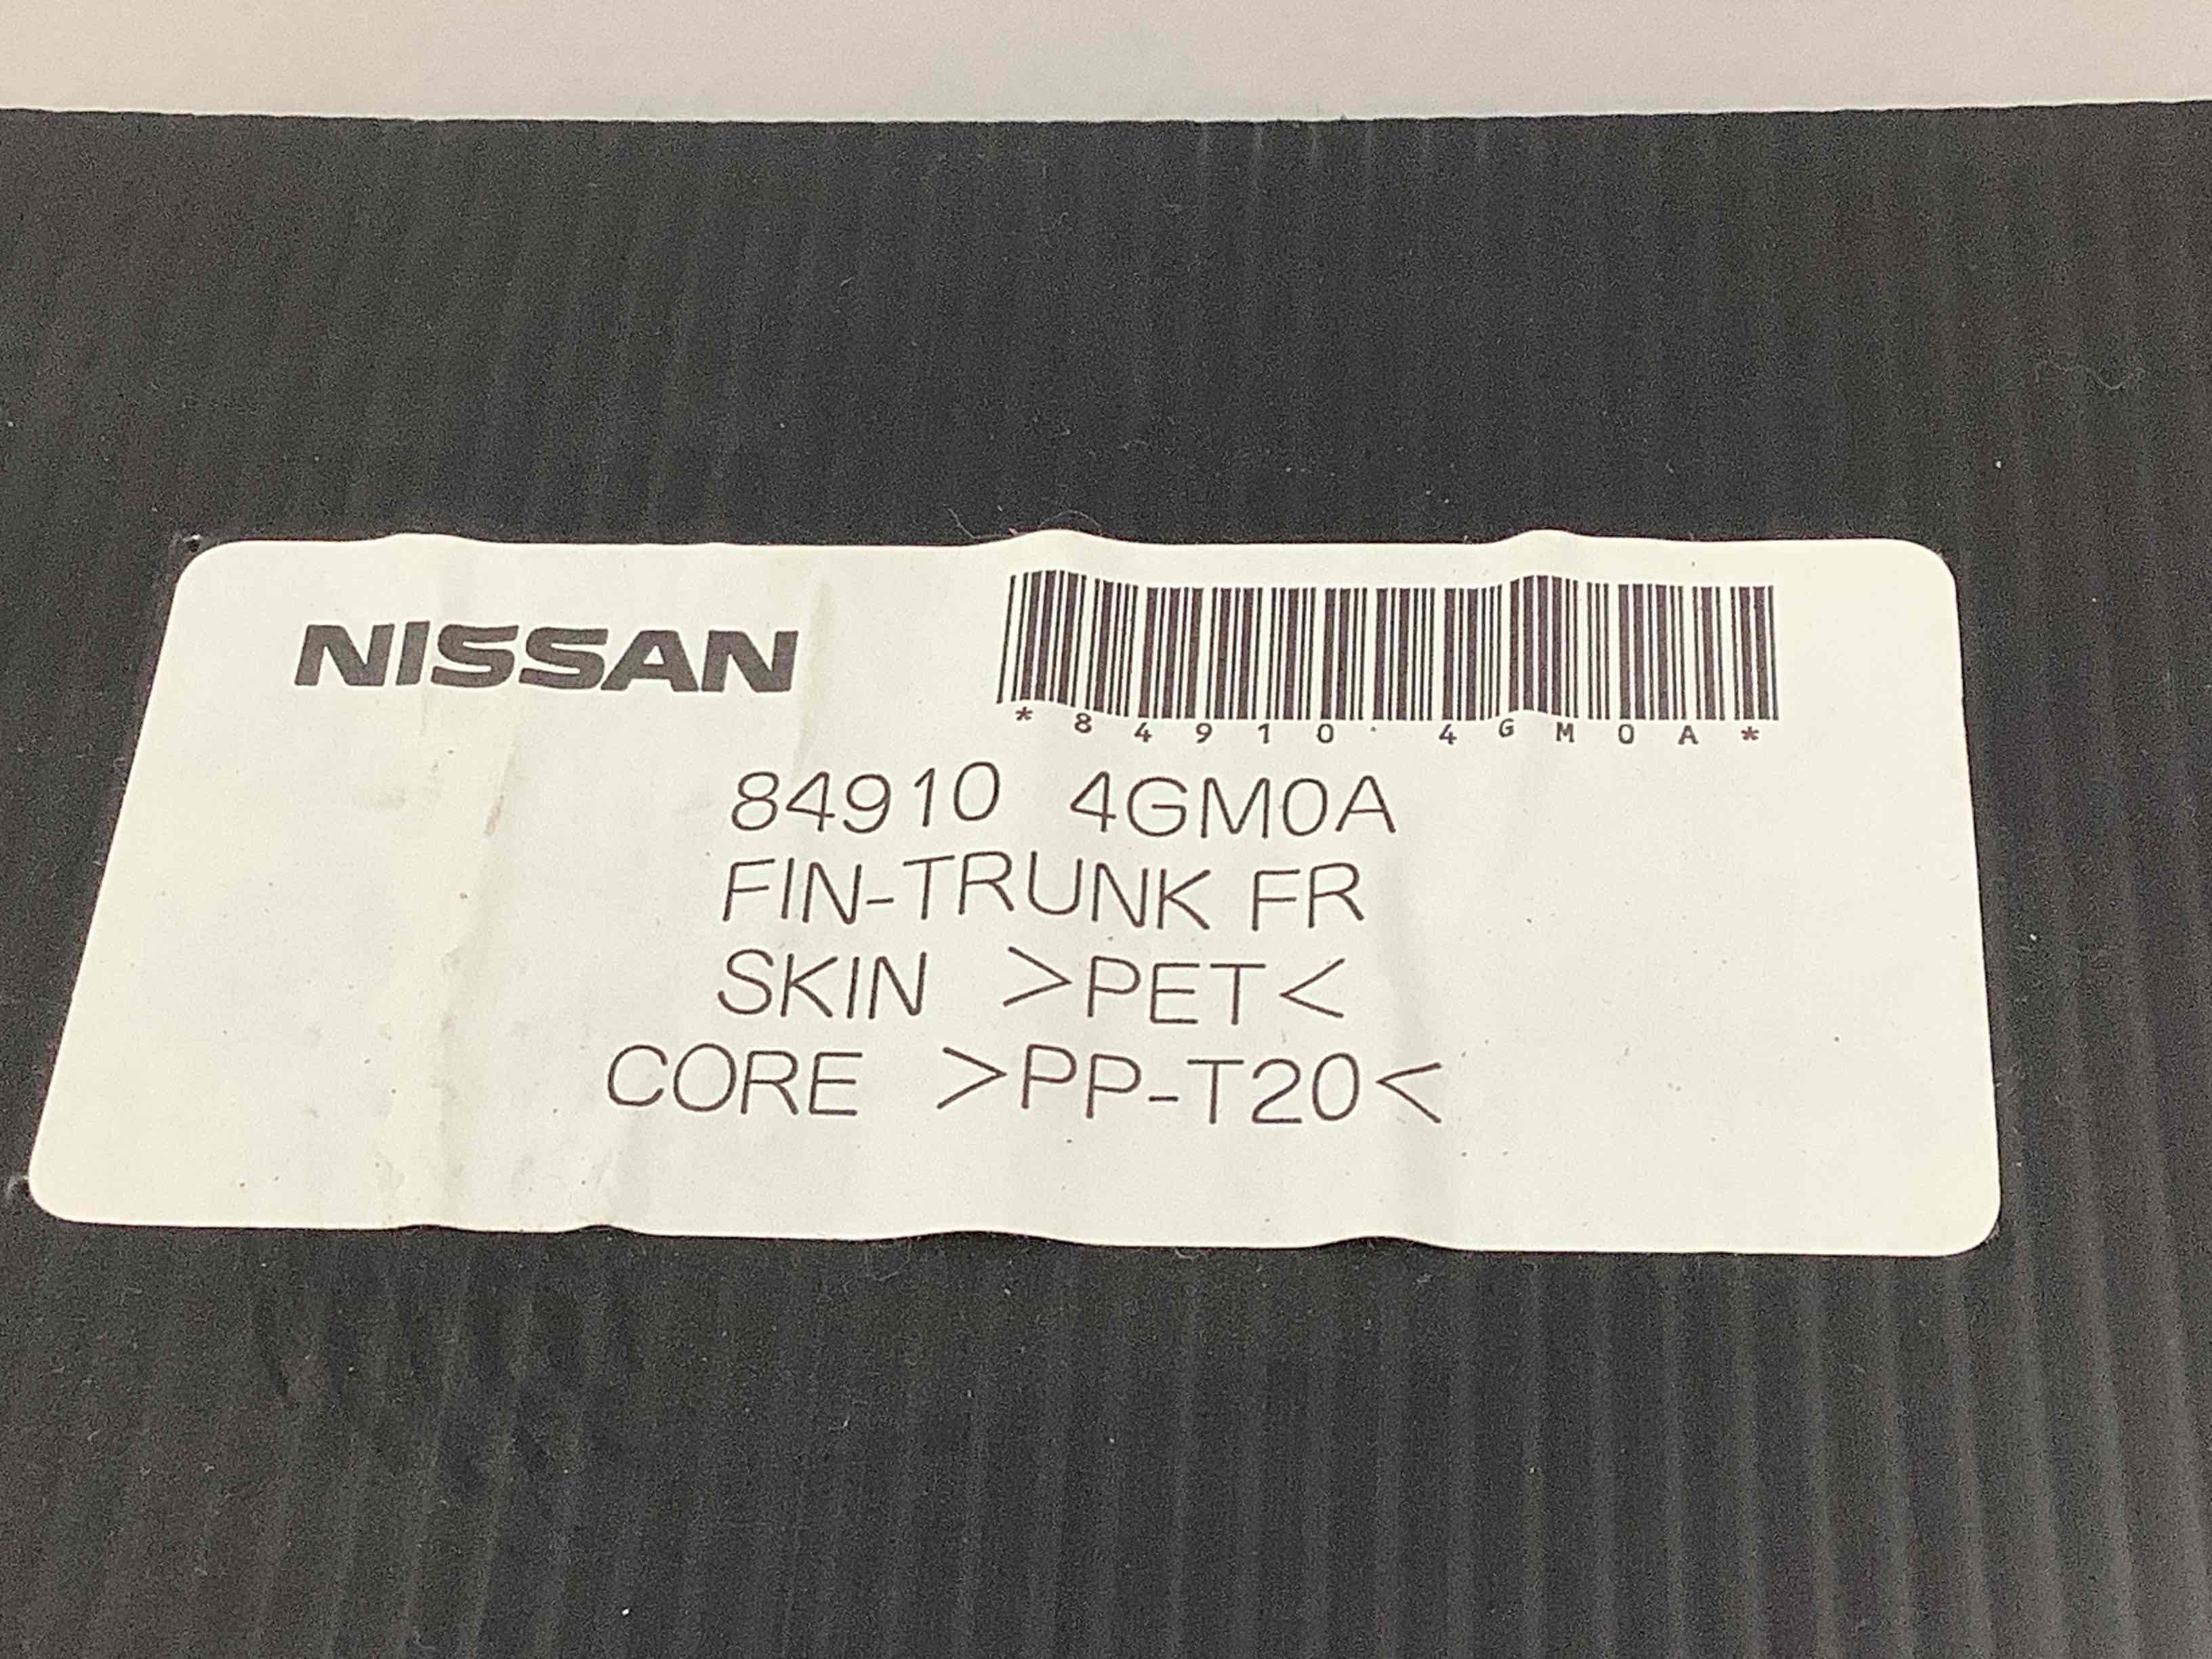 NISSAN
*84910 4GM0A*
84910 4GM0A
FIN-TRUNK FR
SKIN >PET<
CORE >PP-T20<